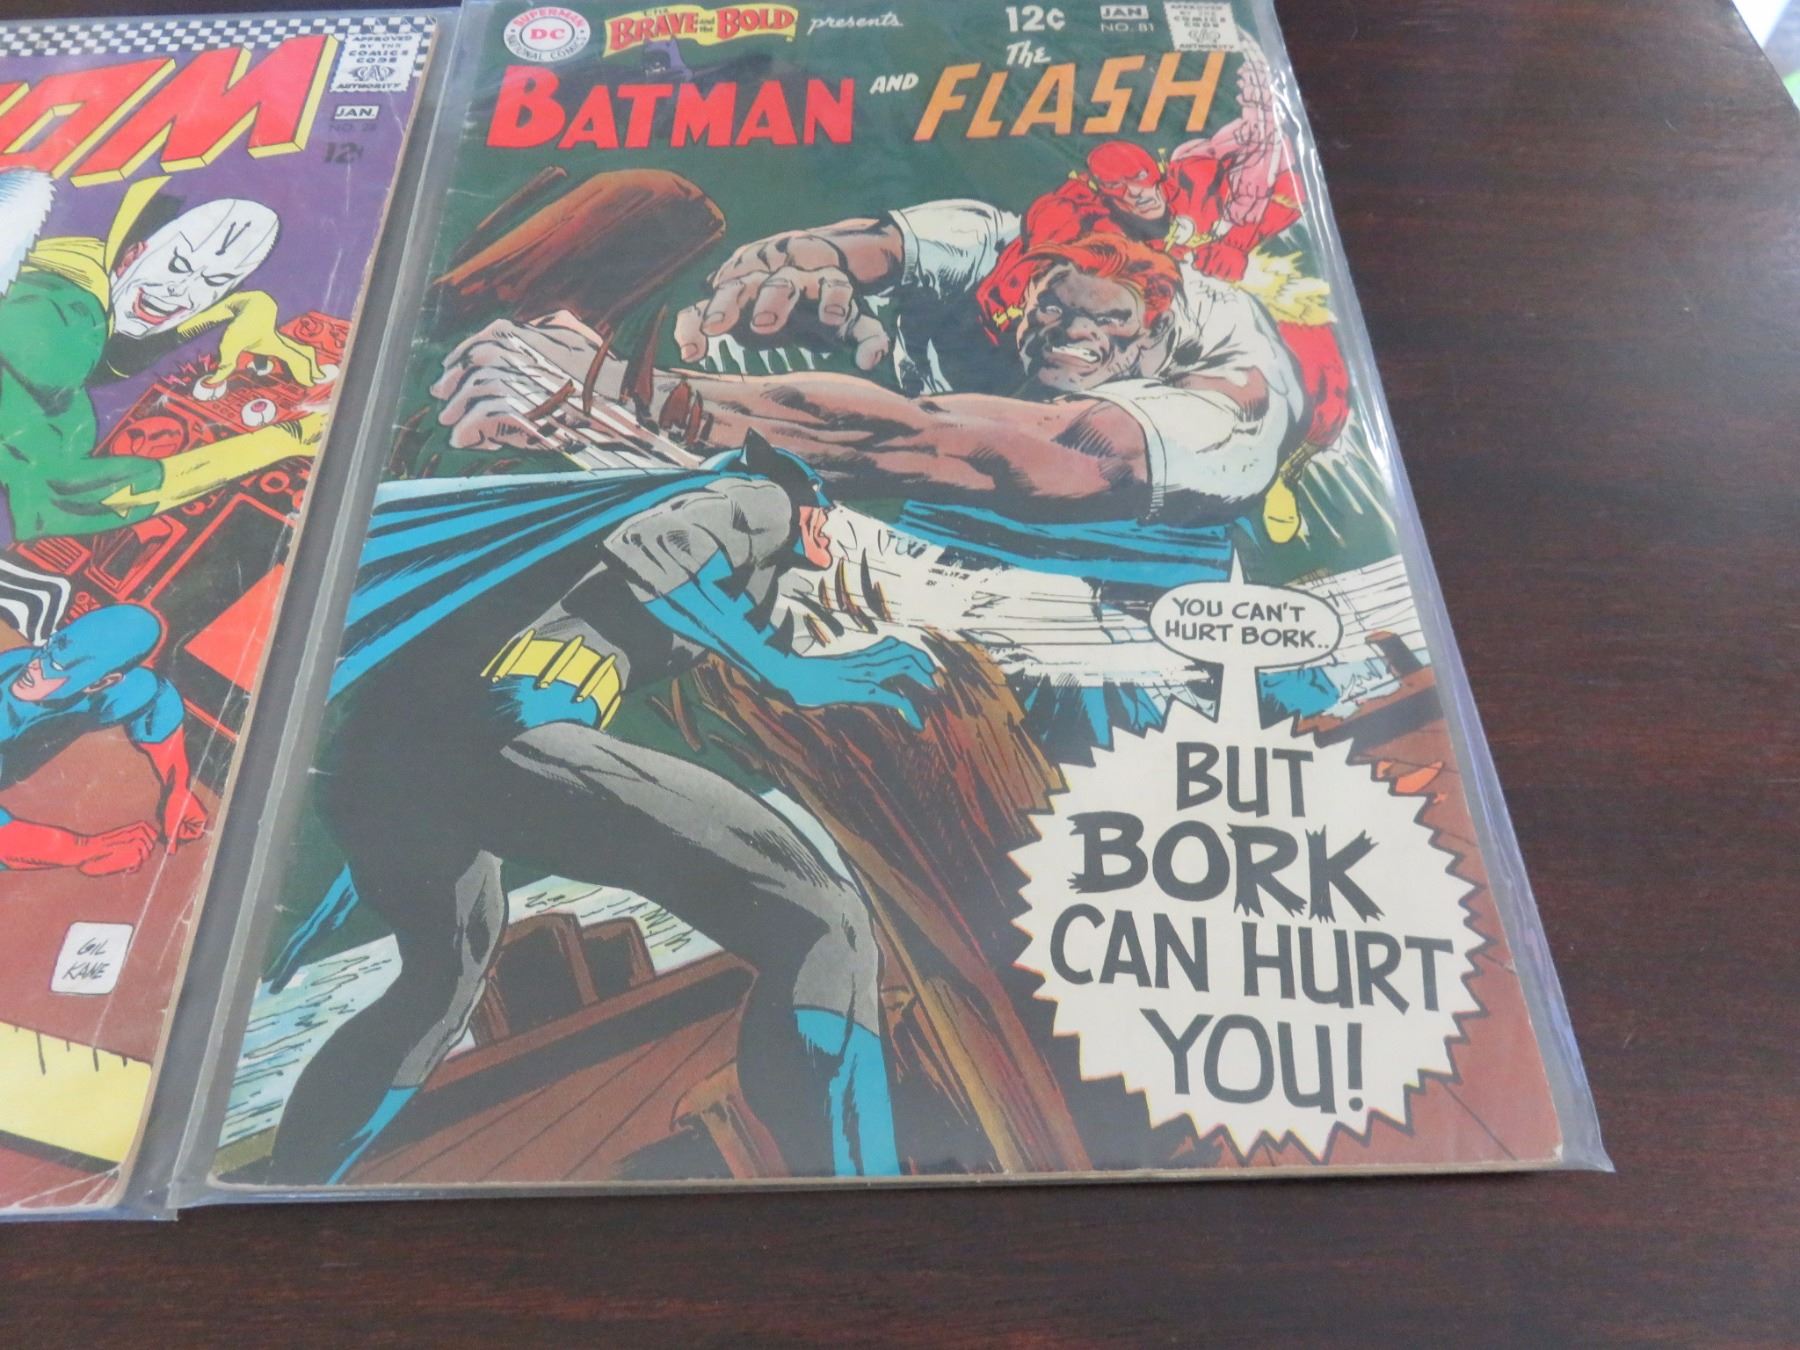 OM
APPROVED
BY THE
COMICS
CODE
AUTHORITY
JAN.
NO. 28
12¢
GIL
KANE
SUPERMAN
DC
NATIONAL COMICS
THE
BRAVE and the BOLD presents
12¢
JAN
NO. 81
APPROVED
BY THE
COMICS
CODE
AUTHORITY
BATMAN AND The FLASH
YOU CAN'T
HURT BORK..
BUT
BORK
CAN HURT
YOU!